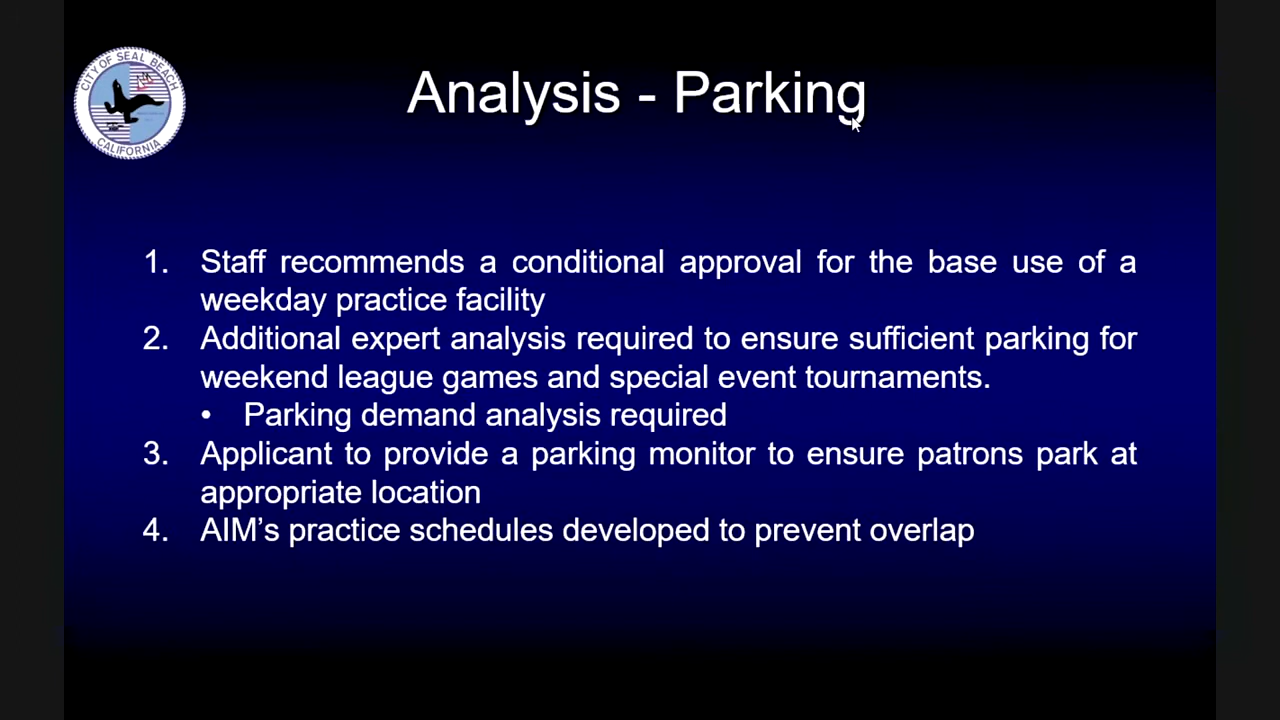 CITY OF SEAL BEACH
CALIFORNIA
Analysis - Parking
1. Staff recommends a conditional approval for the base use of a
weekday practice facility
2. Additional expert analysis required to ensure sufficient parking for
weekend league games and special event tournaments.
• Parking demand analysis required
3. Applicant to provide a parking monitor to ensure patrons park at
appropriate location
4. AIM’s practice schedules developed to prevent overlap